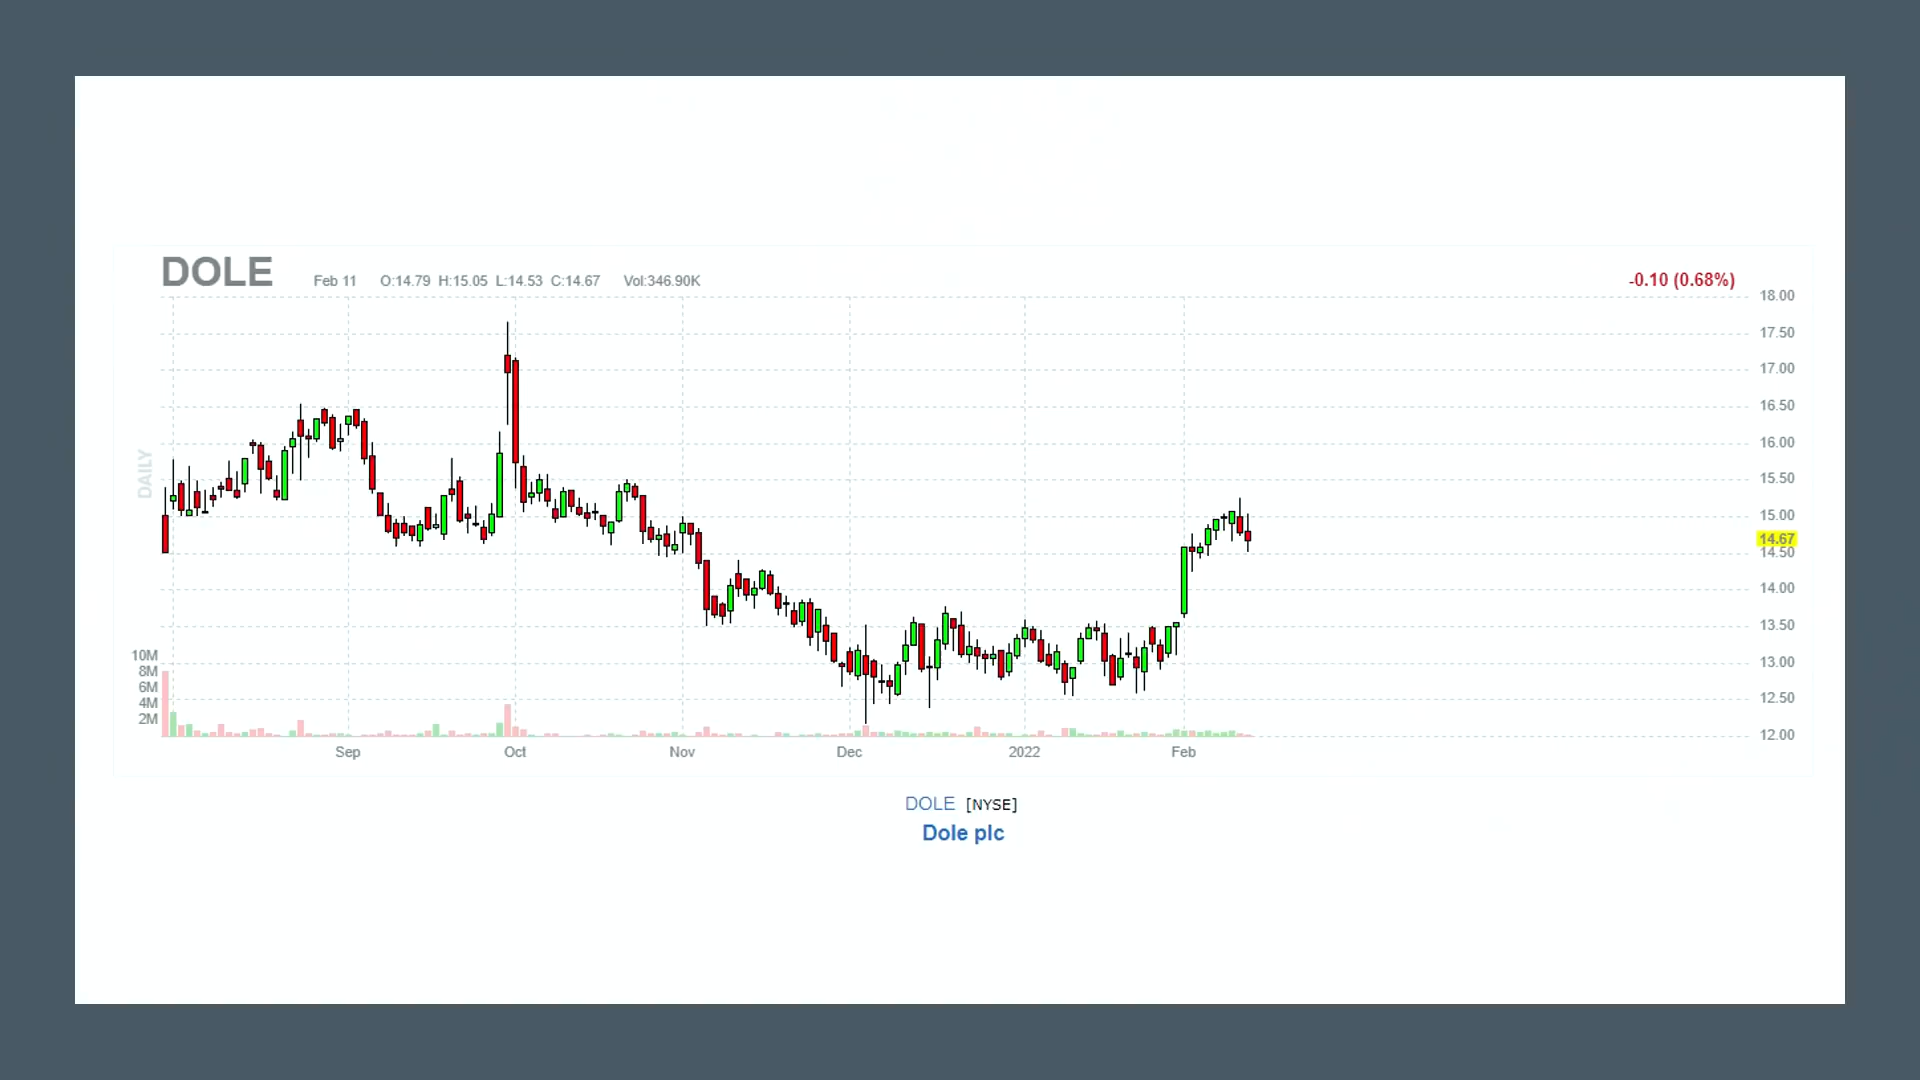 DOLE Feb 11 O:14.79 H:15.05 L:14.53 C:14.67 Vol:346.90K -0.10 (0.68%)
18.00
17.50
17.00
16.50
16.00
15.50
15.00
14.67
14.50
14.00
13.50
13.00
12.50
12.00
DAILY
10M
8M
6M
4M
2M
Sep Oct Nov Dec 2022 Feb
DOLE [NYSE]
Dole plc